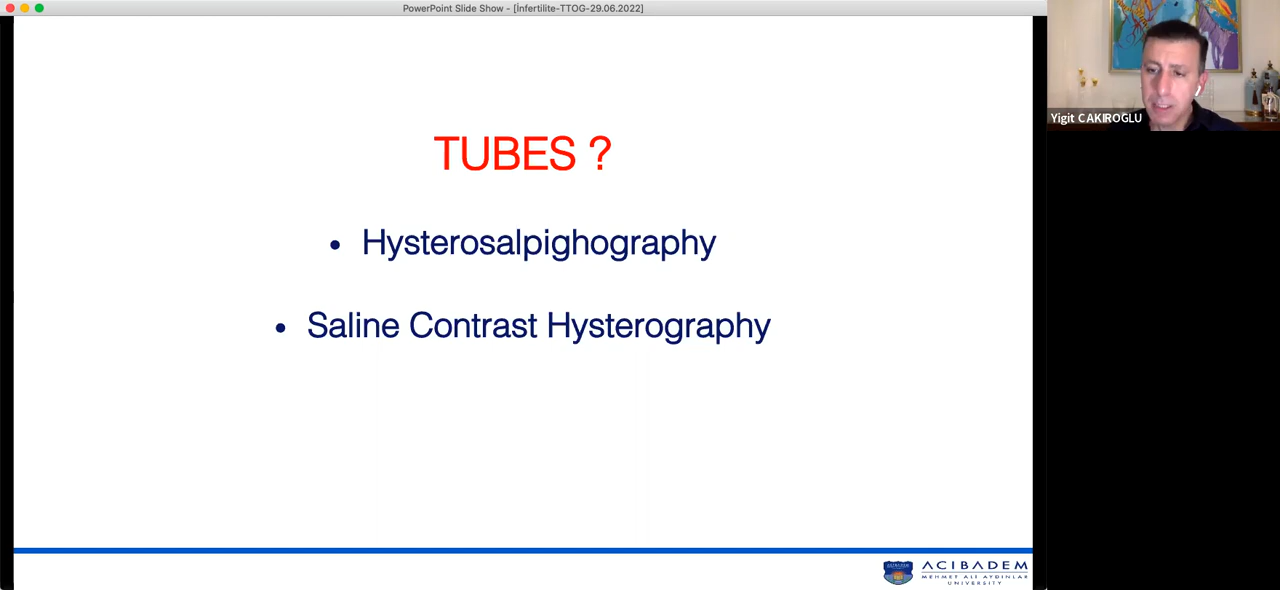 PowerPoint Slide Show - [İnfertilite-TTOG-29.06.2022]
Yigit CAKIROGLU
TUBES ?
• Hysterosalpighography
• Saline Contrast Hysterography
ACIBADEM
MEHMET ALİ AYDINLAR
UNIVERSITY